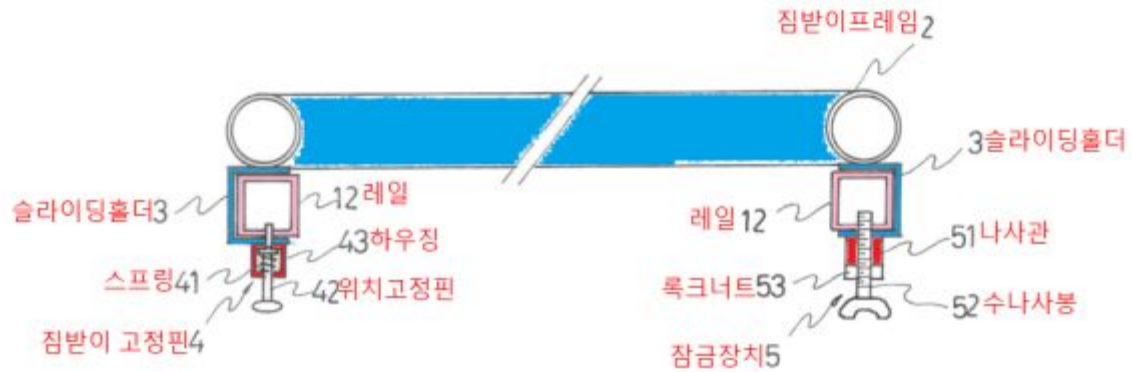 짐받이프레임2
3슬라이딩홀더
슬라이딩홀더3
12레일
레일12
43하우징
51나사관
스프링41
42위치고정핀
록크너트53
52수나사봉
짐받이 고정핀4
잠금장치5